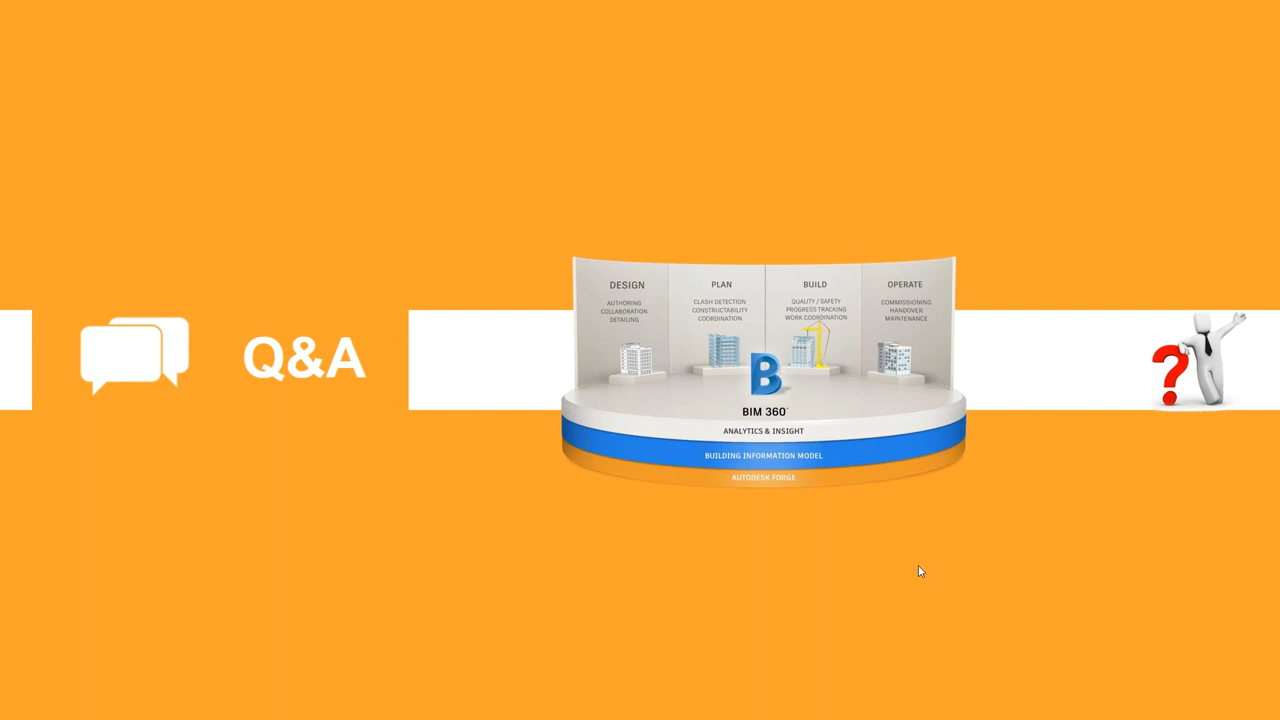 Q&A
DESIGN
AUTHORING
COLLABORATION
DETAILING
PLAN
CLASH DETECTION
CONSTRUCTABILITY
COORDINATION
BUILD
QUALITY / SAFETY
PROGRESS TRACKING
WORK COORDINATION
OPERATE
COMMISSIONING
HANDOVER
MAINTENANCE
B
BIM 360™
ANALYTICS & INSIGHT
BUILDING INFORMATION MODEL
AUTODESK FORGE
?